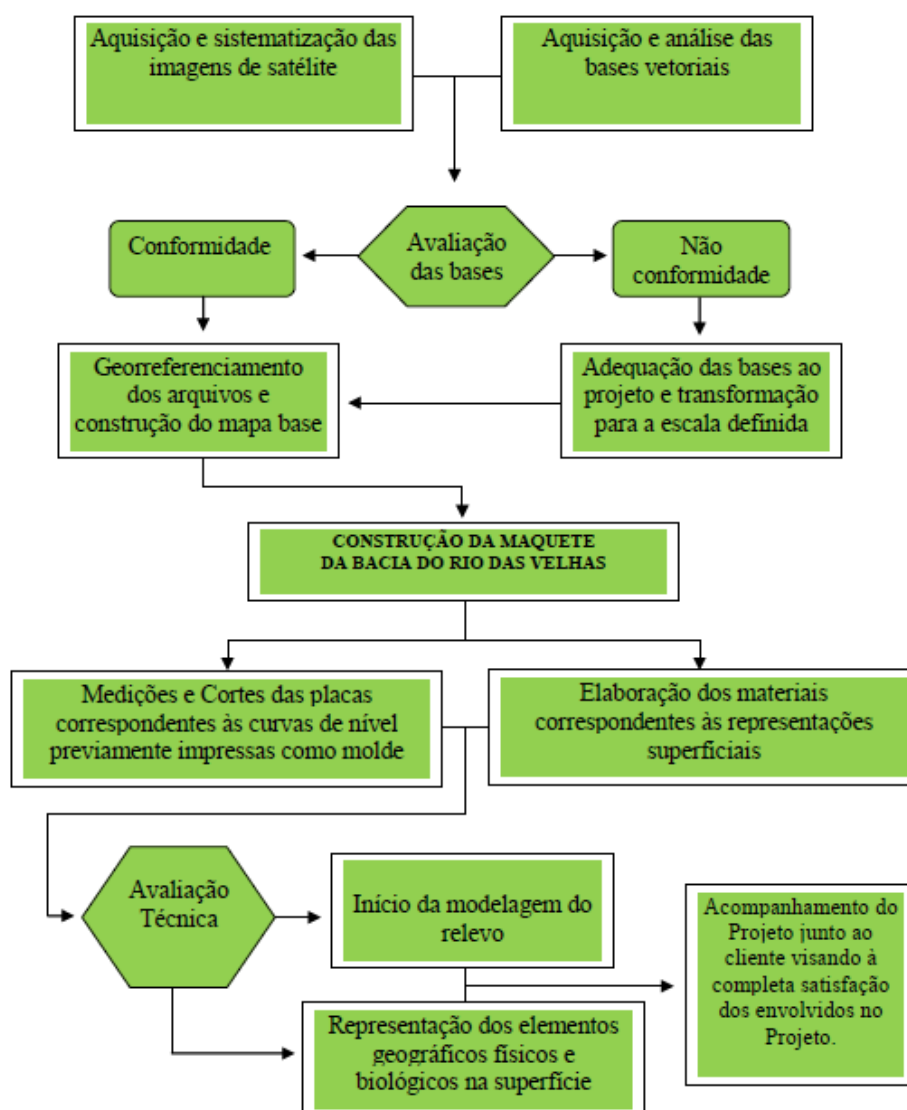 Aquisição e sistematização das
imagens de satélite
Aquisição e análise das
bases vetoriais
Conformidade
Avaliação
das bases
Não
conformidade
Georreferenciamento
dos arquivos e
construção do mapa base
Adequação das bases ao
projeto e transformação
para a escala definida
CONSTRUÇÃO DA MAQUETE
DA BACIA DO RIO DAS VELHAS
Medições e Cortes das placas
correspondentes às curvas de nível
previamente impressas como molde
Elaboração dos materiais
correspondentes às representações
superfíciais
Avaliação
Técnica
Início da modelagem do
relevo
Acompanhamento do
Projeto junto ao
cliente visando à
completa satisfação
dos envolvidos no
Projeto.
Representação dos elementos
geográficos físicos e
biológicos na superfície